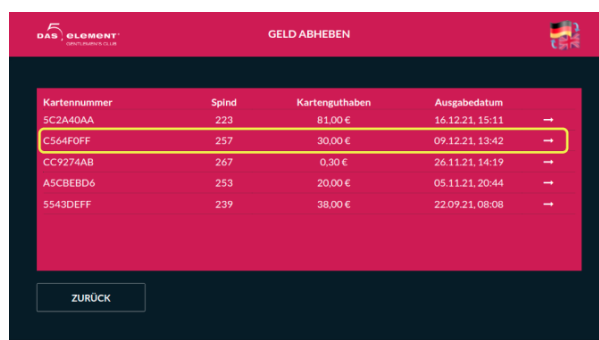 DAS 5 ELEMENT
GENTLEMEN'S CLUB
GELD ABHEBEN
Kartennummer Spind Kartenguthaben Ausgabedatum
5C2A40AA 223 81,00 € 16.12.21, 15:11 →
C564F0FF 257 30,00 € 09.12.21, 13:42 →
CC9274AB 267 0,30 € 26.11.21, 14:19 →
A5CBEBD6 253 20,00 € 05.11.21, 20:44 →
5543DEFF 239 38,00 € 22.09.21, 08:08 →
ZURÜCK